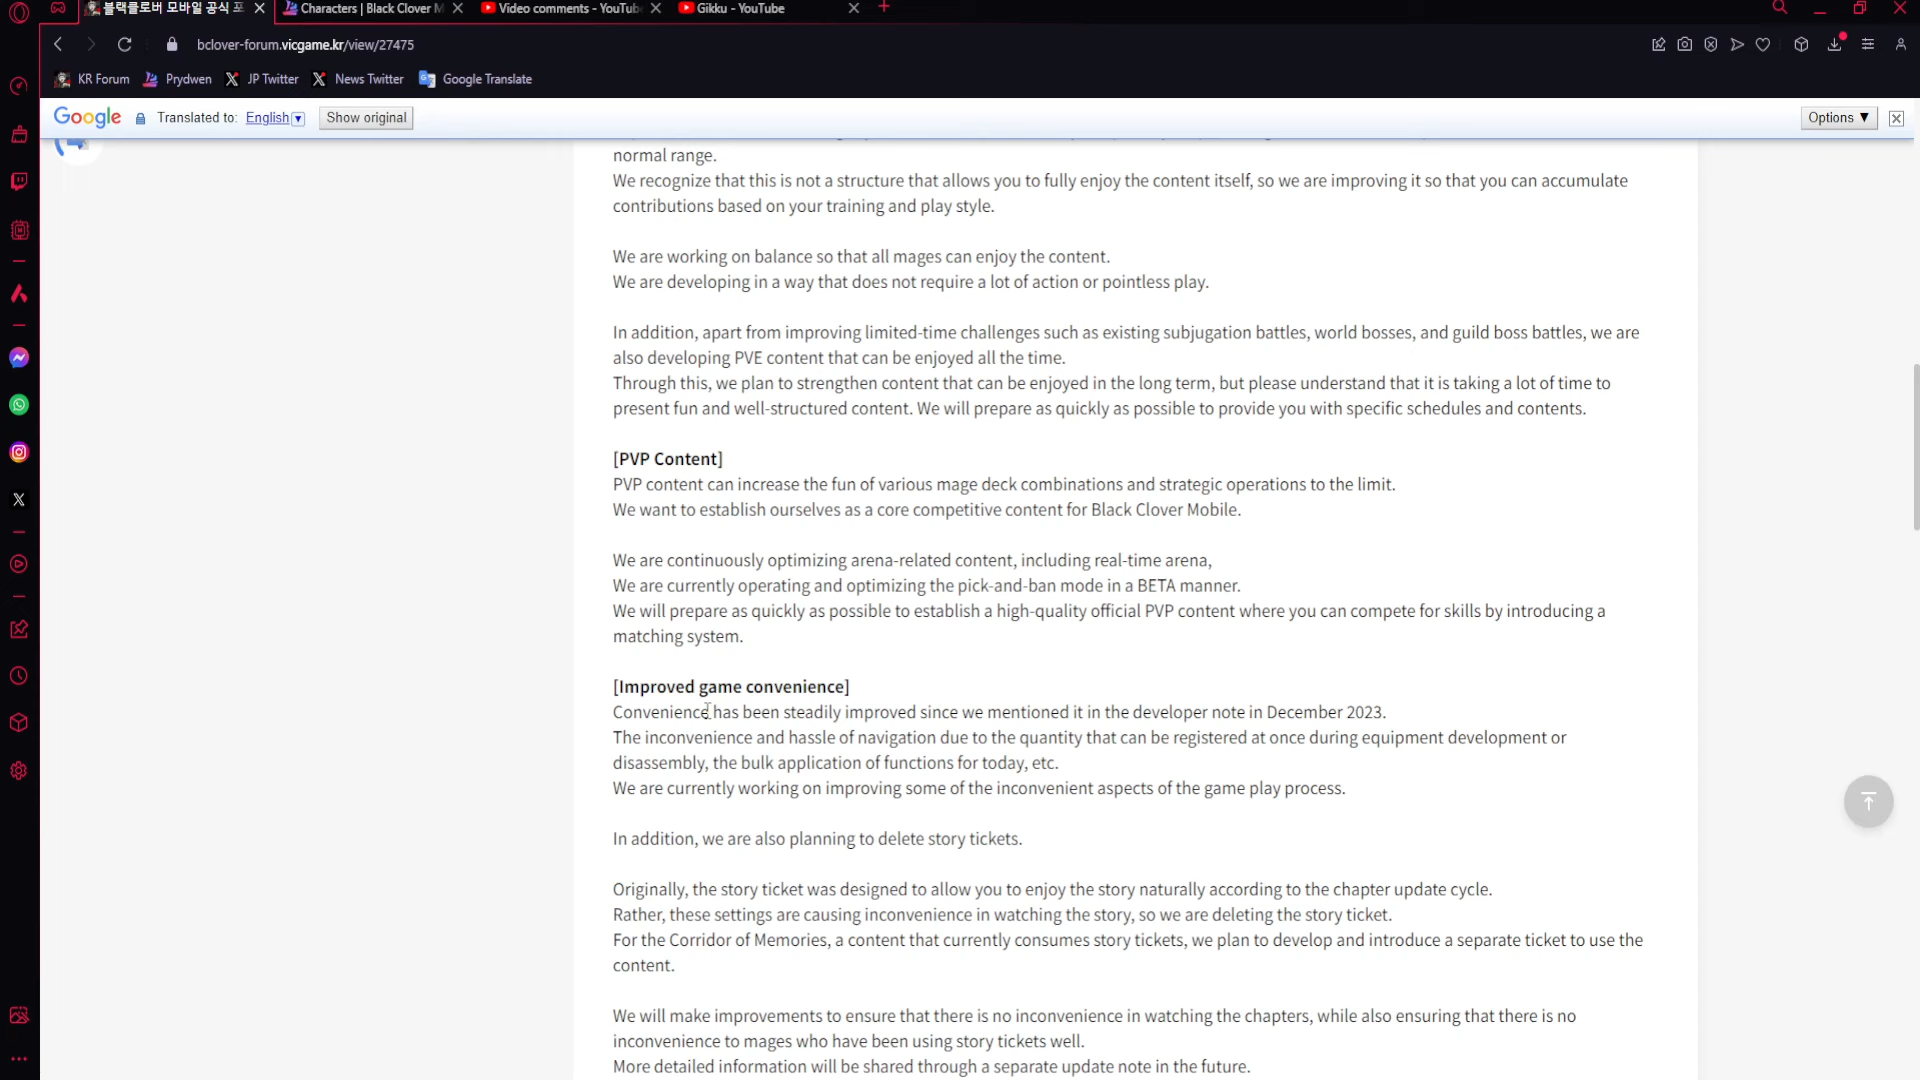 블랙클로버 모바일 공식 포
Characters | Black Clover M
Video comments - YouTub
Gikku - YouTube
bclover-forum.vicgame.kr/view/27475
KR Forum
Prydwen
JP Twitter
News Twitter
Google Translate
Google
Translated to: English
Show original
Options ▼
normal range.
We recognize that this is not a structure that allows you to fully enjoy the content itself, so we are improving it so that you can accumulate
contributions based on your training and play style.
We are working on balance so that all mages can enjoy the content.
We are developing in a way that does not require a lot of action or pointless play.
In addition, apart from improving limited-time challenges such as existing subjugation battles, world bosses, and guild boss battles, we are
also developing PVE content that can be enjoyed all the time.
Through this, we plan to strengthen content that can be enjoyed in the long term, but please understand that it is taking a lot of time to
present fun and well-structured content. We will prepare as quickly as possible to provide you with specific schedules and contents.
[PVP Content]
PVP content can increase the fun of various mage deck combinations and strategic operations to the limit.
We want to establish ourselves as a core competitive content for Black Clover Mobile.
We are continuously optimizing arena-related content, including real-time arena,
We are currently operating and optimizing the pick-and-ban mode in a BETA manner.
We will prepare as quickly as possible to establish a high-quality official PVP content where you can compete for skills by introducing a
matching system.
[Improved game convenience]
Convenience has been steadily improved since we mentioned it in the developer note in December 2023.
The inconvenience and hassle of navigation due to the quantity that can be registered at once during equipment development or
disassembly, the bulk application of functions for today, etc.
We are currently working on improving some of the inconvenient aspects of the game play process.
In addition, we are also planning to delete story tickets.
Originally, the story ticket was designed to allow you to enjoy the story naturally according to the chapter update cycle.
Rather, these settings are causing inconvenience in watching the story, so we are deleting the story ticket.
For the Corridor of Memories, a content that currently consumes story tickets, we plan to develop and introduce a separate ticket to use the
content.
We will make improvements to ensure that there is no inconvenience in watching the chapters, while also ensuring that there is no
inconvenience to mages who have been using story tickets well.
More detailed information will be shared through a separate update note in the future.